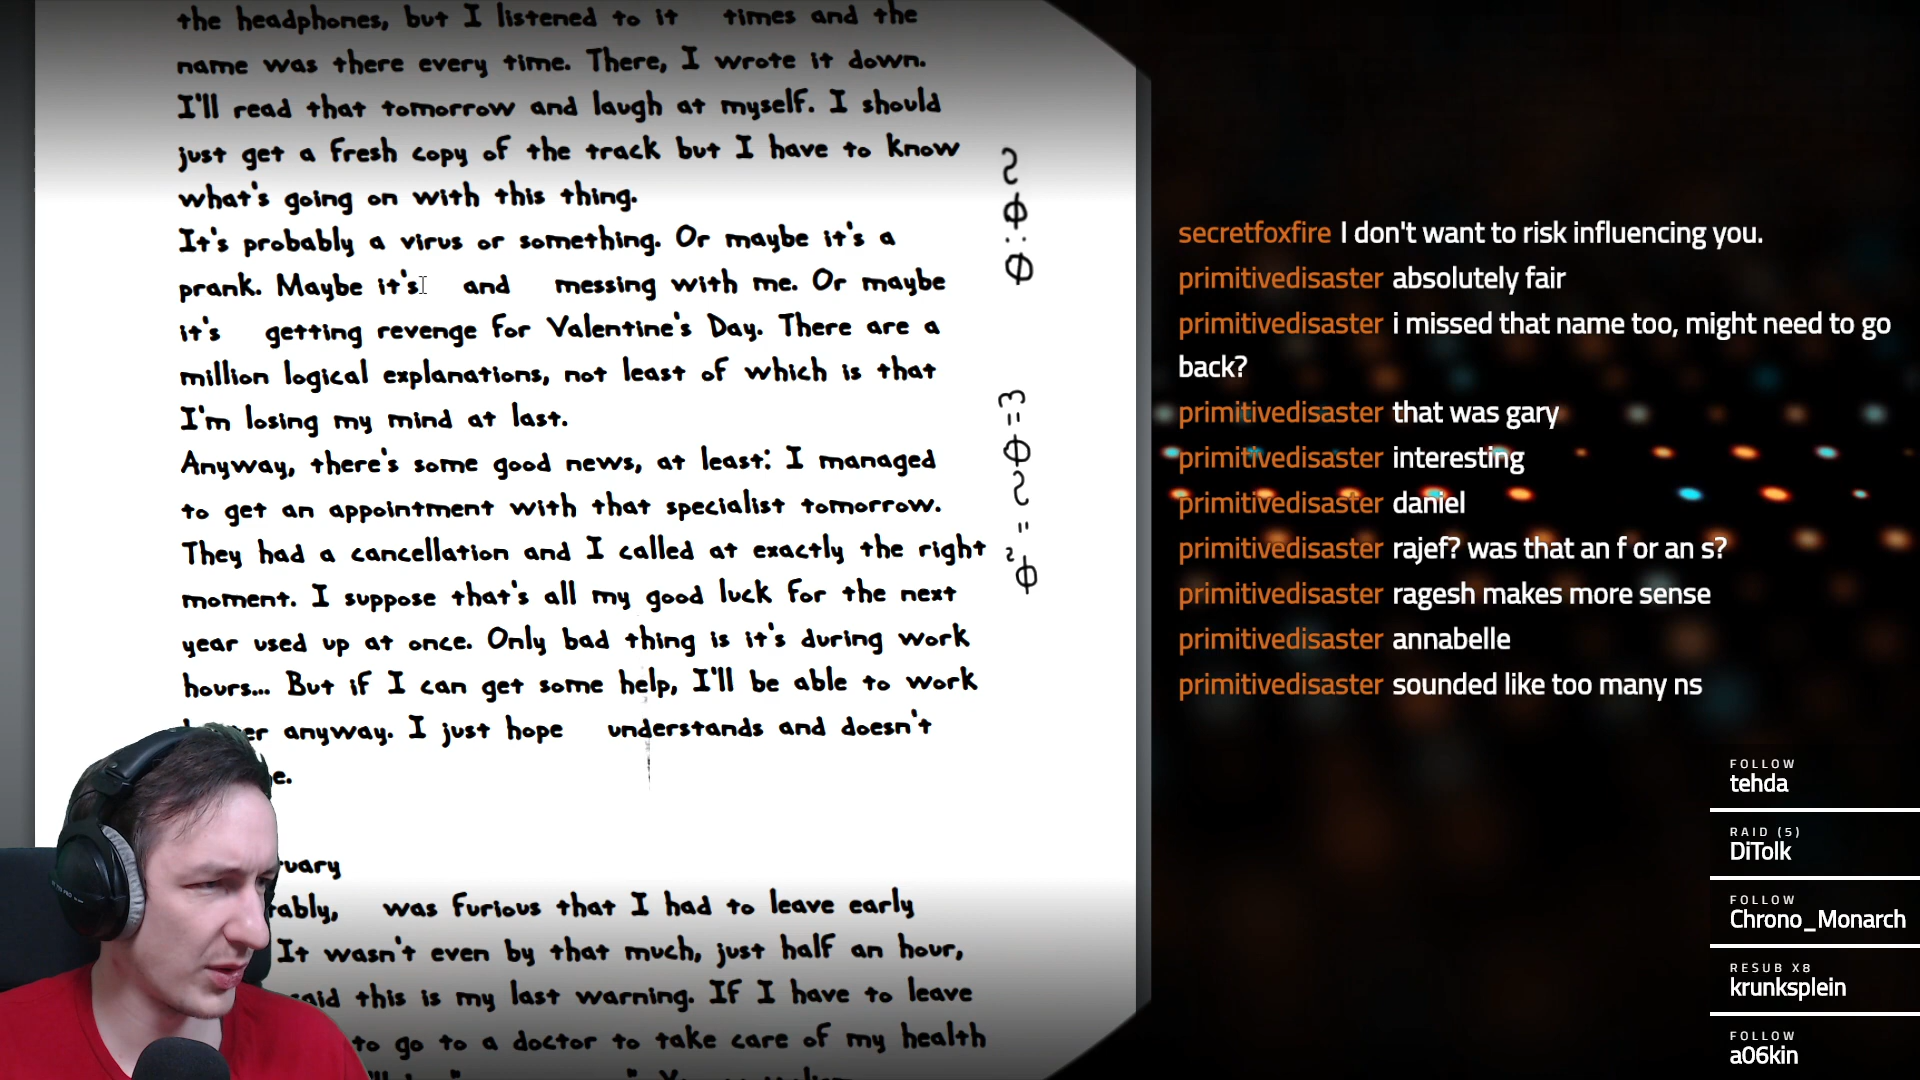 the headphones, but I listened to it times and the
name was there every time. There, I wrote it down.
I'll read that tomorrow and laugh at myself. I should
just get a fresh copy of the track but I have to know
what's going on with this thing.
It's probably a virus or something. Or maybe it's a
prank. Maybe it's and messing with me. Or maybe
it's getting revenge for Valentine's Day. There are a
million logical explanations, not least of which is that
I'm losing my mind at last.
Anyway, there's some good news, at least: I managed
to get an appointment with that specialist tomorrow.
They had a cancellation and I called at exactly the right
moment. I suppose that's all my good luck for the next
year used up at once. Only bad thing is it's during work
hours... But if I can get some help, I'll be able to work
anyway. I just hope understands and doesn't
was furious that I had to leave early
It wasn't even by that much, just half an hour,
said this is my last warning. If I have to leave
to go to a doctor to take care of my health
secretfoxfire I don't want to risk influencing you.
primitivedisaster absolutely fair
primitivedisaster i missed that name too, might need to go
back?
primitivedisaster that was gary
primitivedisaster interesting
primitivedisaster daniel
primitivedisaster rajef? was that an f or an s?
primitivedisaster ragesh makes more sense
primitivedisaster annabelle
primitivedisaster sounded like too many ns
FOLLOW
tehda
RAID (5)
DiTolk
FOLLOW
Chrono_Monarch
RESUB X8
krunksplein
FOLLOW
a06kin